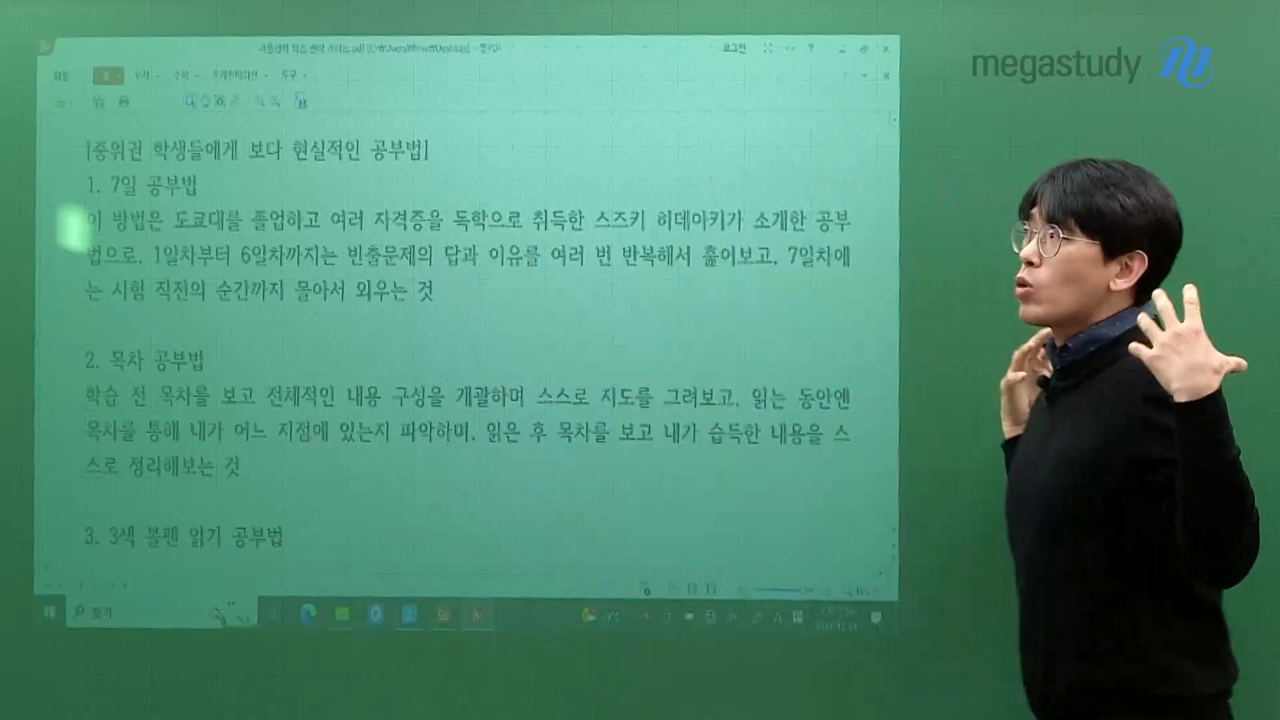 megastudy
로그인
파일
도구
[중위권 학생들에게 보다 현실적인 공부법]
1. 7일 공부법
이 방법은 도쿄대를 졸업하고 여러 자격증을 독학으로 취득한 스즈키 히데아키가 소개한 공부
법으로, 1일차부터 6일차까지는 빈출문제의 답과 이유를 여러 번 반복해서 훑어보고, 7일차에
는 시험 직전의 순간까지 몰아서 외우는 것
2. 목차 공부법
학습 전 목차를 보고 전체적인 내용 구성을 개괄하며 스스로 지도를 그려보고, 읽는 동안엔
목차를 통해 내가 어느 지점에 있는지 파악하며, 읽은 후 목차를 보고 내가 습득한 내용을 스
스로 정리해보는 것
3. 3색 볼펜 읽기 공부법
찾기